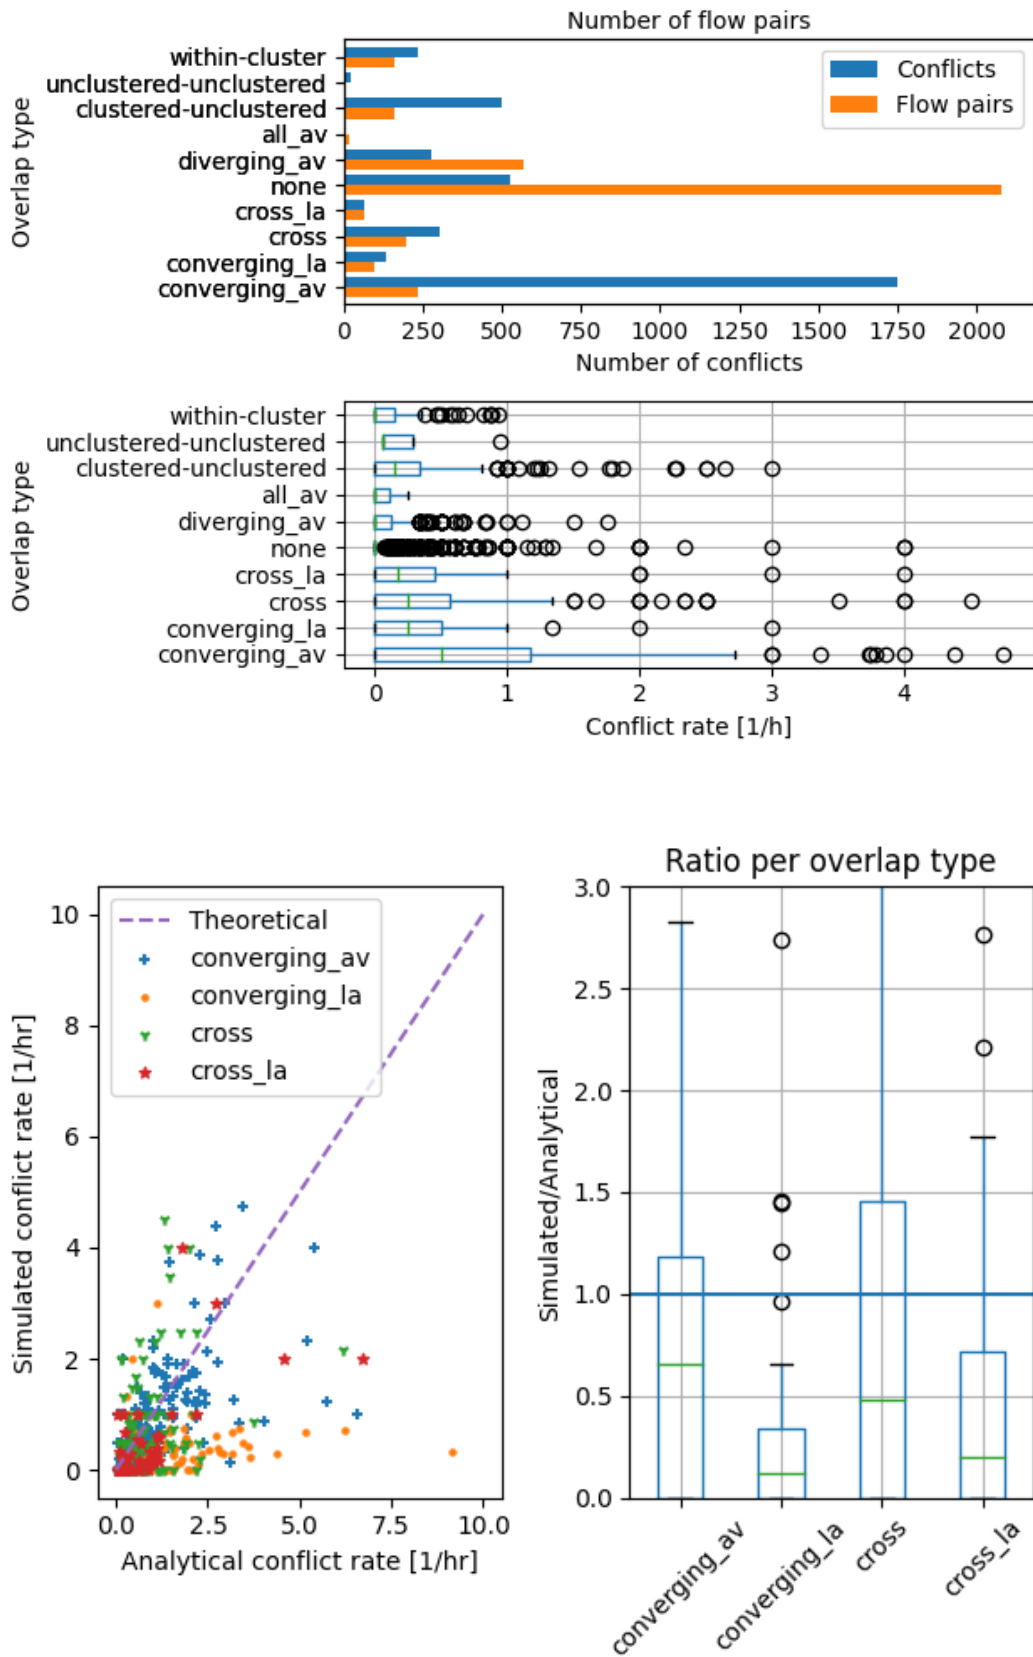 Number of flow pairs
Overlap type
within-cluster
unclustered-unclustered
clustered-unclustered
all_av
diverging_av
none
cross_la
cross
converging_la
converging_av
Conflicts
Flow pairs
0 250 500 750 1000 1250 1500 1750 2000
Number of conflicts
Overlap type
within-cluster
unclustered-unclustered
clustered-unclustered
all_av
diverging_av
none
cross_la
cross
converging_la
converging_av
0 1 2 3 4
Conflict rate [1/h]
Simulated conflict rate [1/hr]
10
8
6
4
2
0
Theoretical
converging_av
converging_la
cross
cross_la
0.0 2.5 5.0 7.5 10.0
Analytical conflict rate [1/hr]
Ratio per overlap type
Simulated/Analytical
3.0
2.5
2.0
1.5
1.0
0.5
0.0
converging_av
converging_la
cross
cross_la